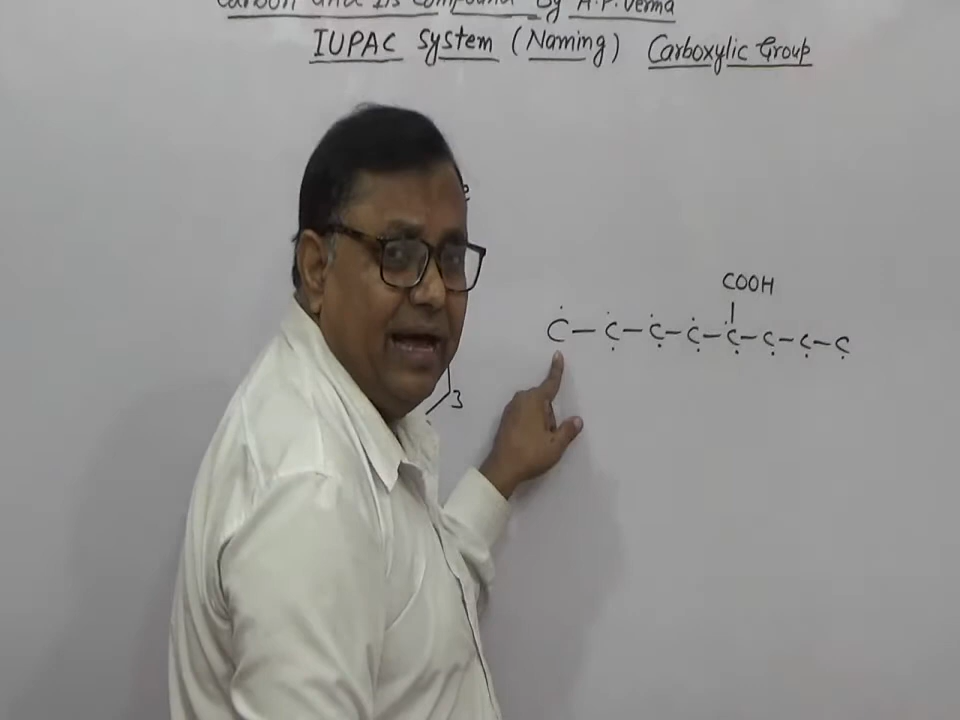 Carbon and Its Compound By A.P. Verma
IUPAC System (Naming) Carboxylic Group
COOH
C-C-C-C-C-C-C-C
3